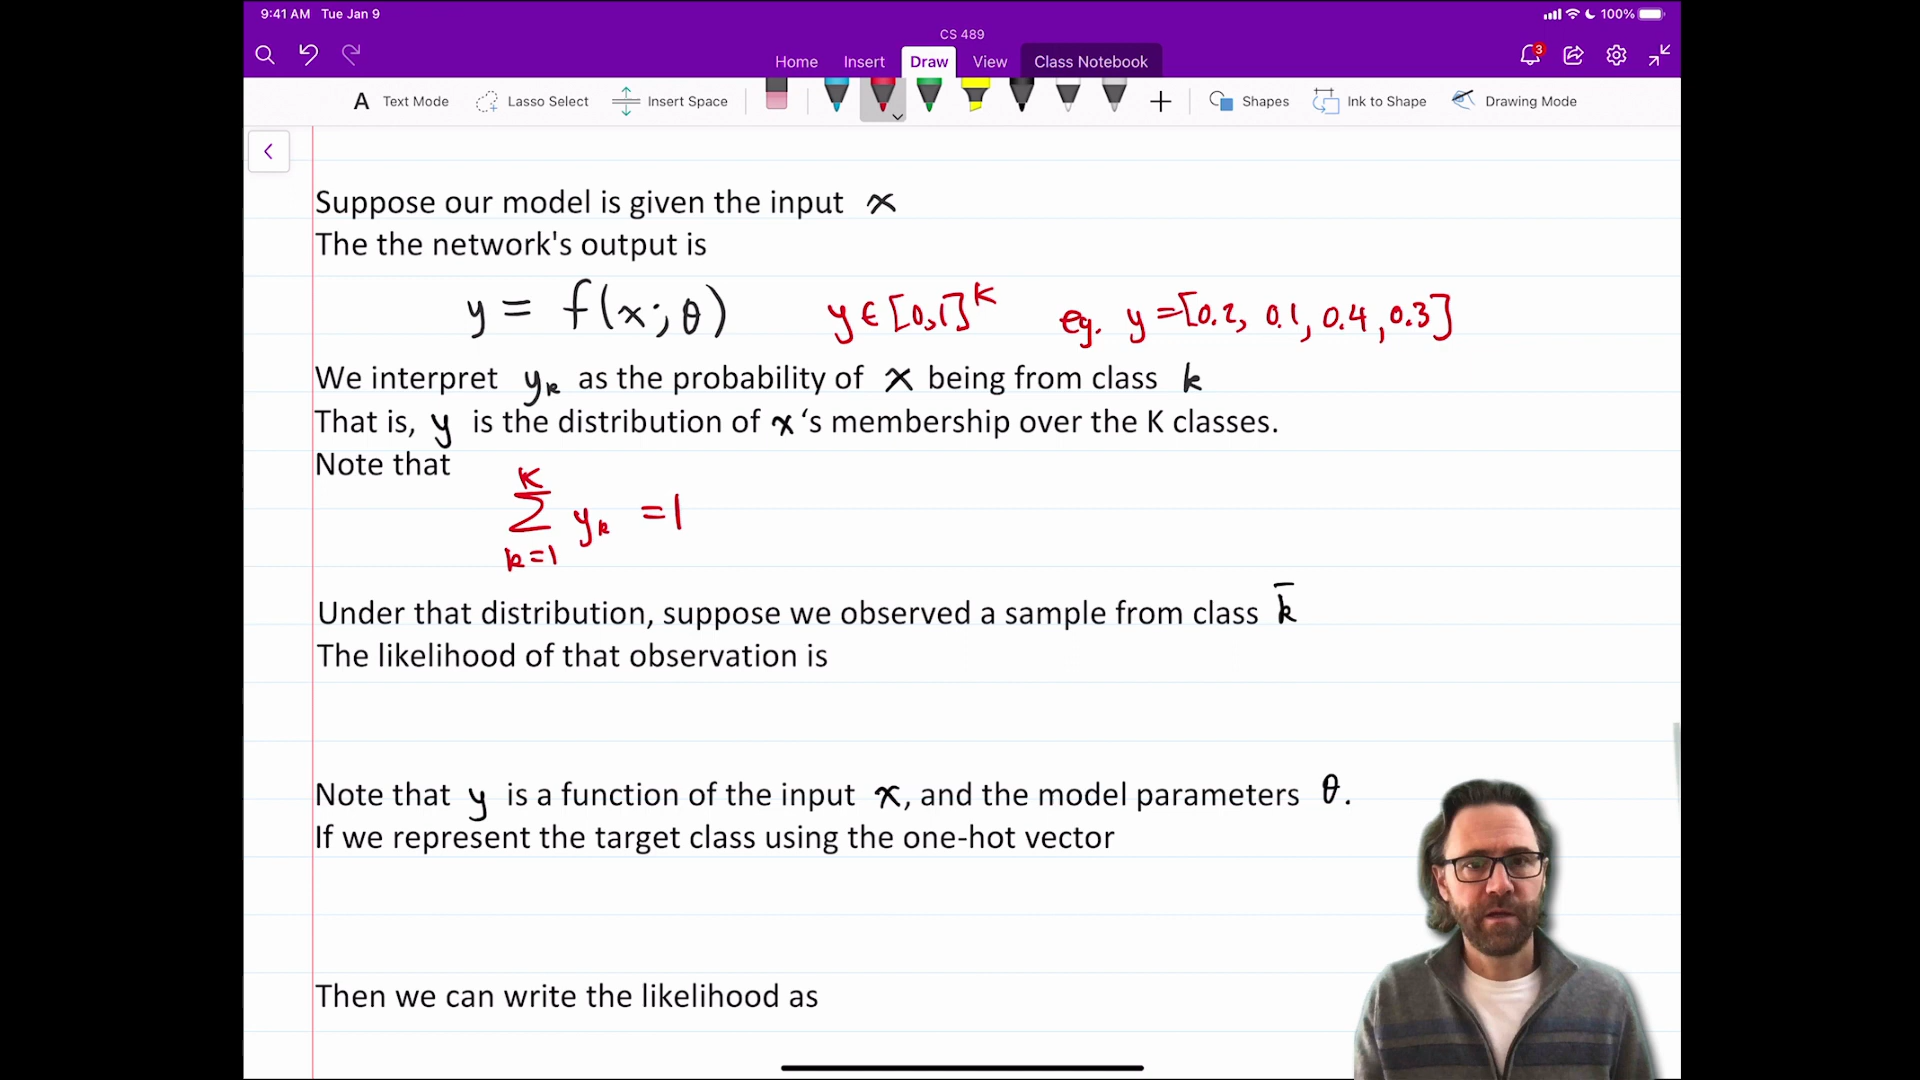 9:41 AM Tue Jan 9
100%
CS 489
Home Insert Draw View Class Notebook
3
A Text Mode Lasso Select Insert Space Shapes Ink to Shape Drawing Mode
Suppose our model is given the input x
The the network's output is
y = f(x; θ) y ∈ [0,1]^K eg. y = [0.2, 0.1, 0.4, 0.3]
We interpret y_k as the probability of x being from class k
That is, y is the distribution of x 's membership over the K classes.
Note that
K
Σ y_k = 1
k=1
Under that distribution, suppose we observed a sample from class k̄
The likelihood of that observation is
Note that y is a function of the input x, and the model parameters θ.
If we represent the target class using the one-hot vector
Then we can write the likelihood as